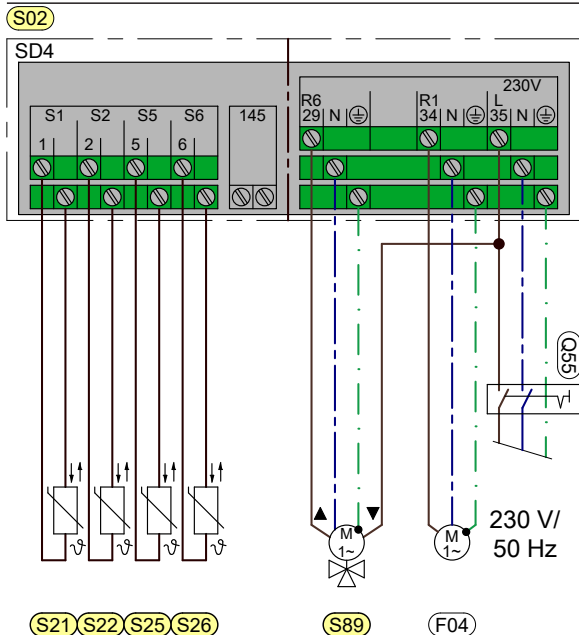 S02
SD4
230V
S1 S2 S5 S6 145 R6 R1 L
1 2 5 6 29 N 34 N 35 N
Q55
ϑ ϑ ϑ ϑ
M
1~
M
1~
230 V/
50 Hz
S21 S22 S25 S26 S89 F04